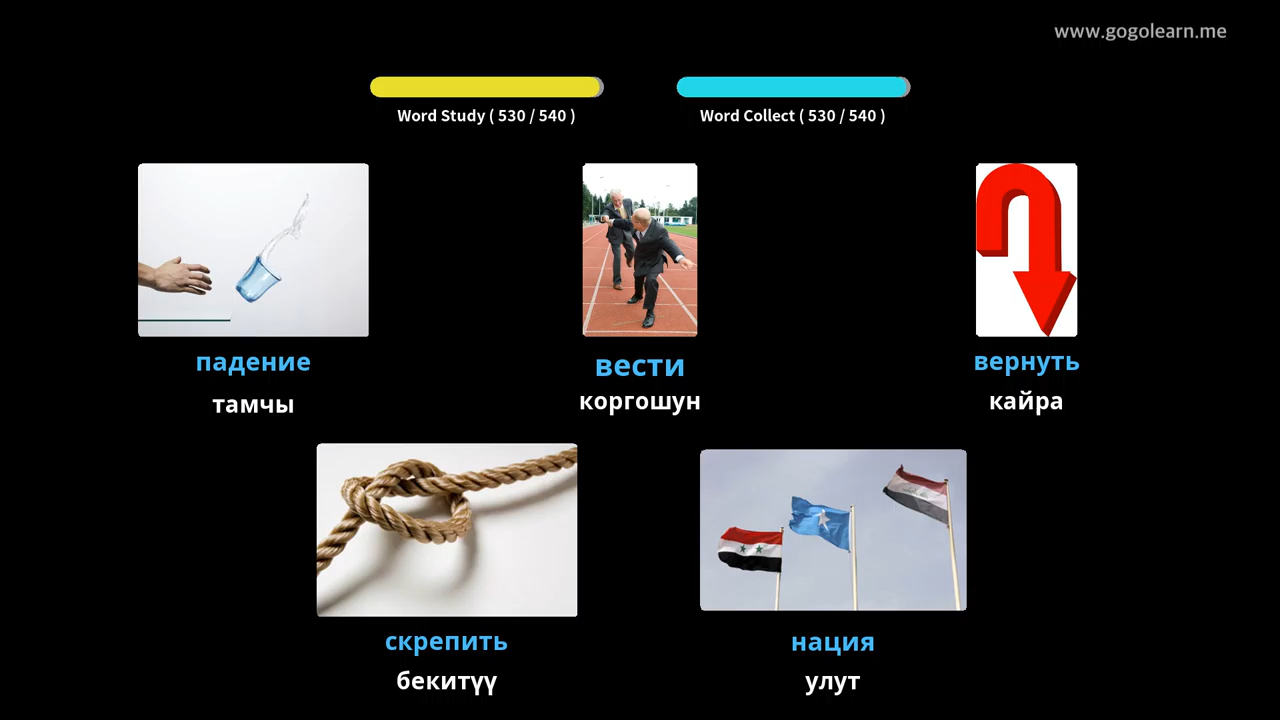 www.gogolearn.me
Word Study ( 530 / 540 )
Word Collect ( 530 / 540 )
падение
тамчы
вести
коргошун
вернуть
кайра
скрепить
бекитүү
нация
улут